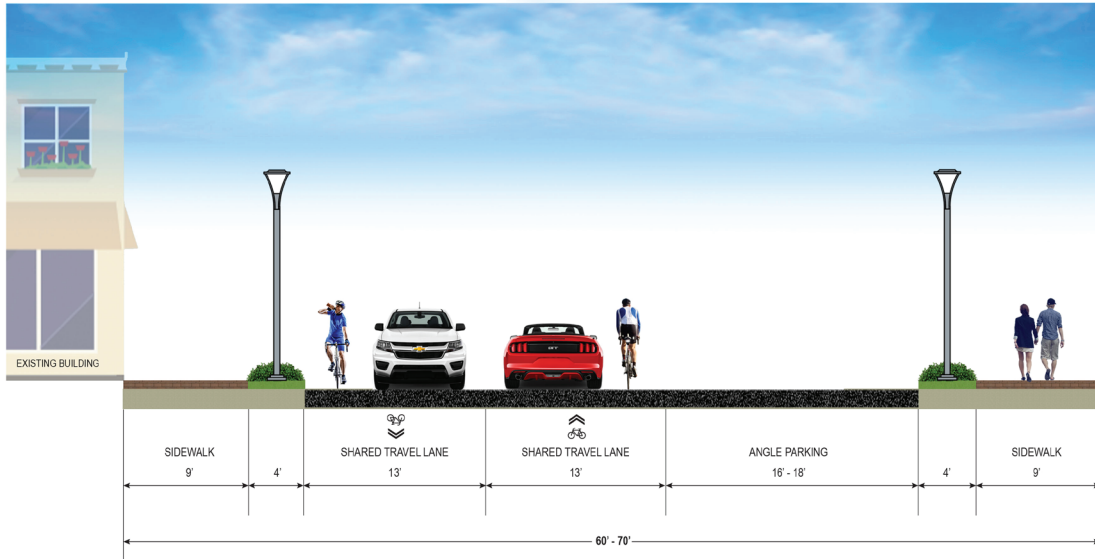 EXISTING BUILDING
SIDEWALK
9'
4'
SHARED TRAVEL LANE
13'
SHARED TRAVEL LANE
13'
ANGLE PARKING
16' - 18'
4'
SIDEWALK
9'
60' - 70'